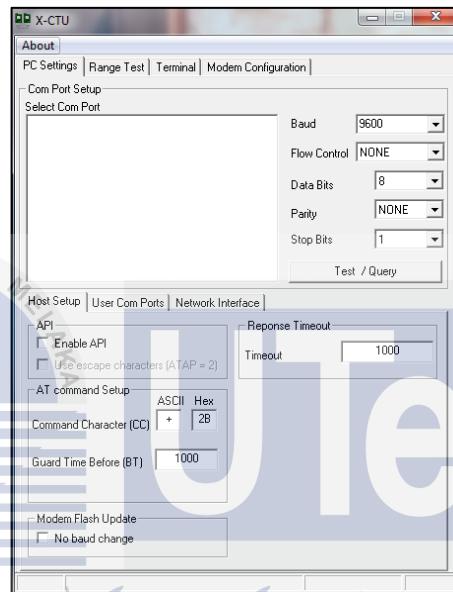 X-CTU
About
PC Settings Range Test Terminal Modem Configuration
Com Port Setup
Select Com Port
Baud 9600
Flow Control NONE
Data Bits 8
Parity NONE
Stop Bits 1
Test / Query
Host Setup User Com Ports Network Interface
API
Enable API
Use escape characters (ATAP = 2)
Reponse Timeout
Timeout 1000
AT command Setup
ASCII Hex
Command Character (CC) + 2B
Guard Time Before (BT) 1000
Modem Flash Update
No baud change
MELAKA
UTe